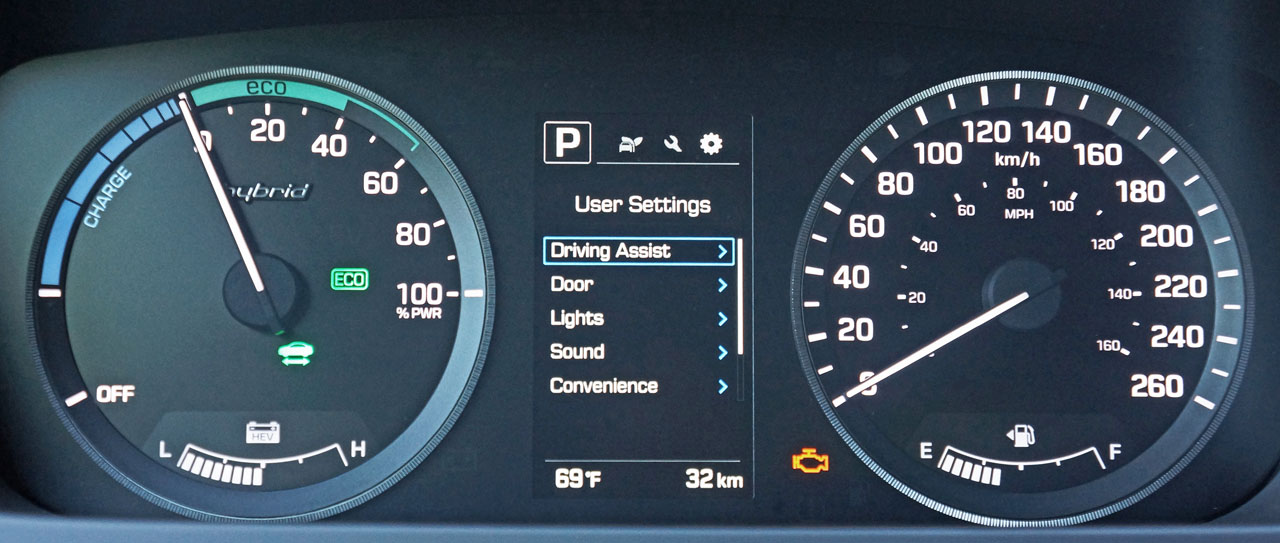 eco
0
20
40
60
80
100
% PWR
CHARGE
hybrid
ECO
OFF
L
HEV
H
P
User Settings
Driving Assist
Door
Lights
Sound
Convenience
69°F
32 km
0
20
40
60
80
100
120
140
160
180
200
220
240
260
km/h
20
40
60
80
100
120
140
160
MPH
E
F